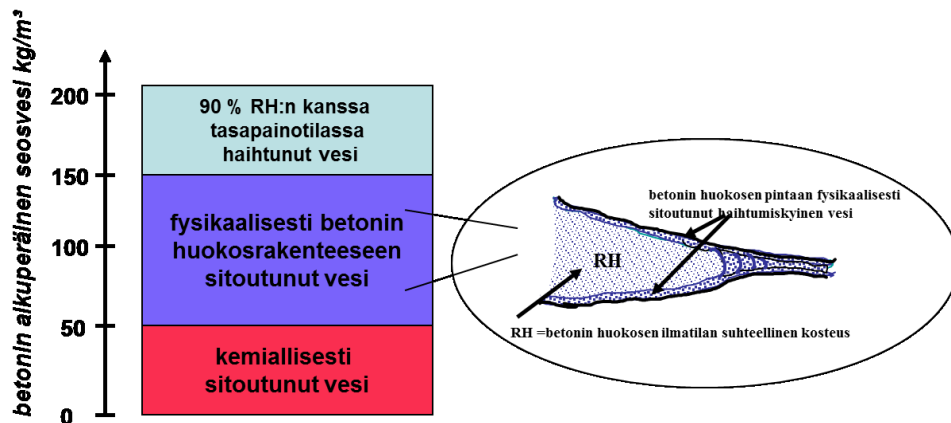 betonin alkuperäinen seosvesi kg/m³
200
150
100
50
0
90 % RH:n kanssa
tasapainotilassa
haihtunut vesi
fysikaalisesti betonin
huokosrakenteeseen
sitoutunut vesi
kemiallisesti
sitoutunut vesi
betonin huokosen pintaan fysikaalisesti
sitoutunut haihtumiskyinen vesi
RH
RH =betonin huokosen ilmatilan suhteellinen kosteus